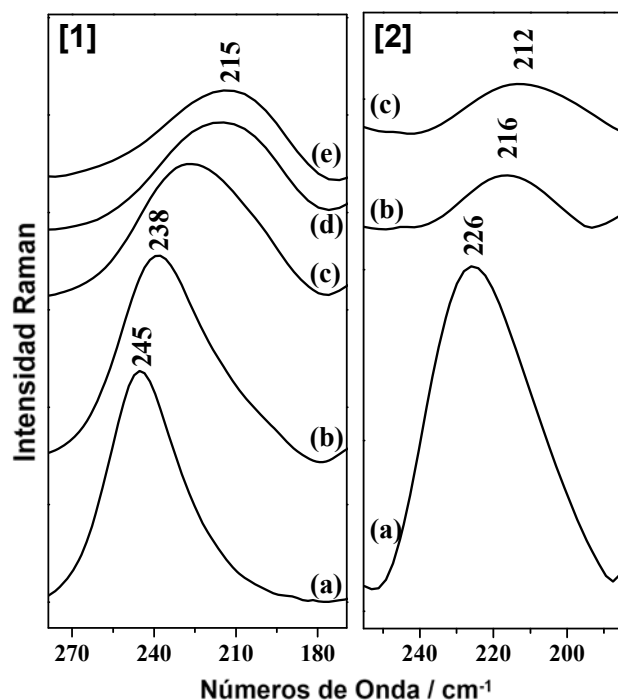 [1]
215
(e)
(d)
(c)
238
245
(b)
(a)
270
240
210
180
[2]
212
(c)
216
(b)
226
(a)
240
220
200
Intensidad Raman
Números de Onda / cm-1